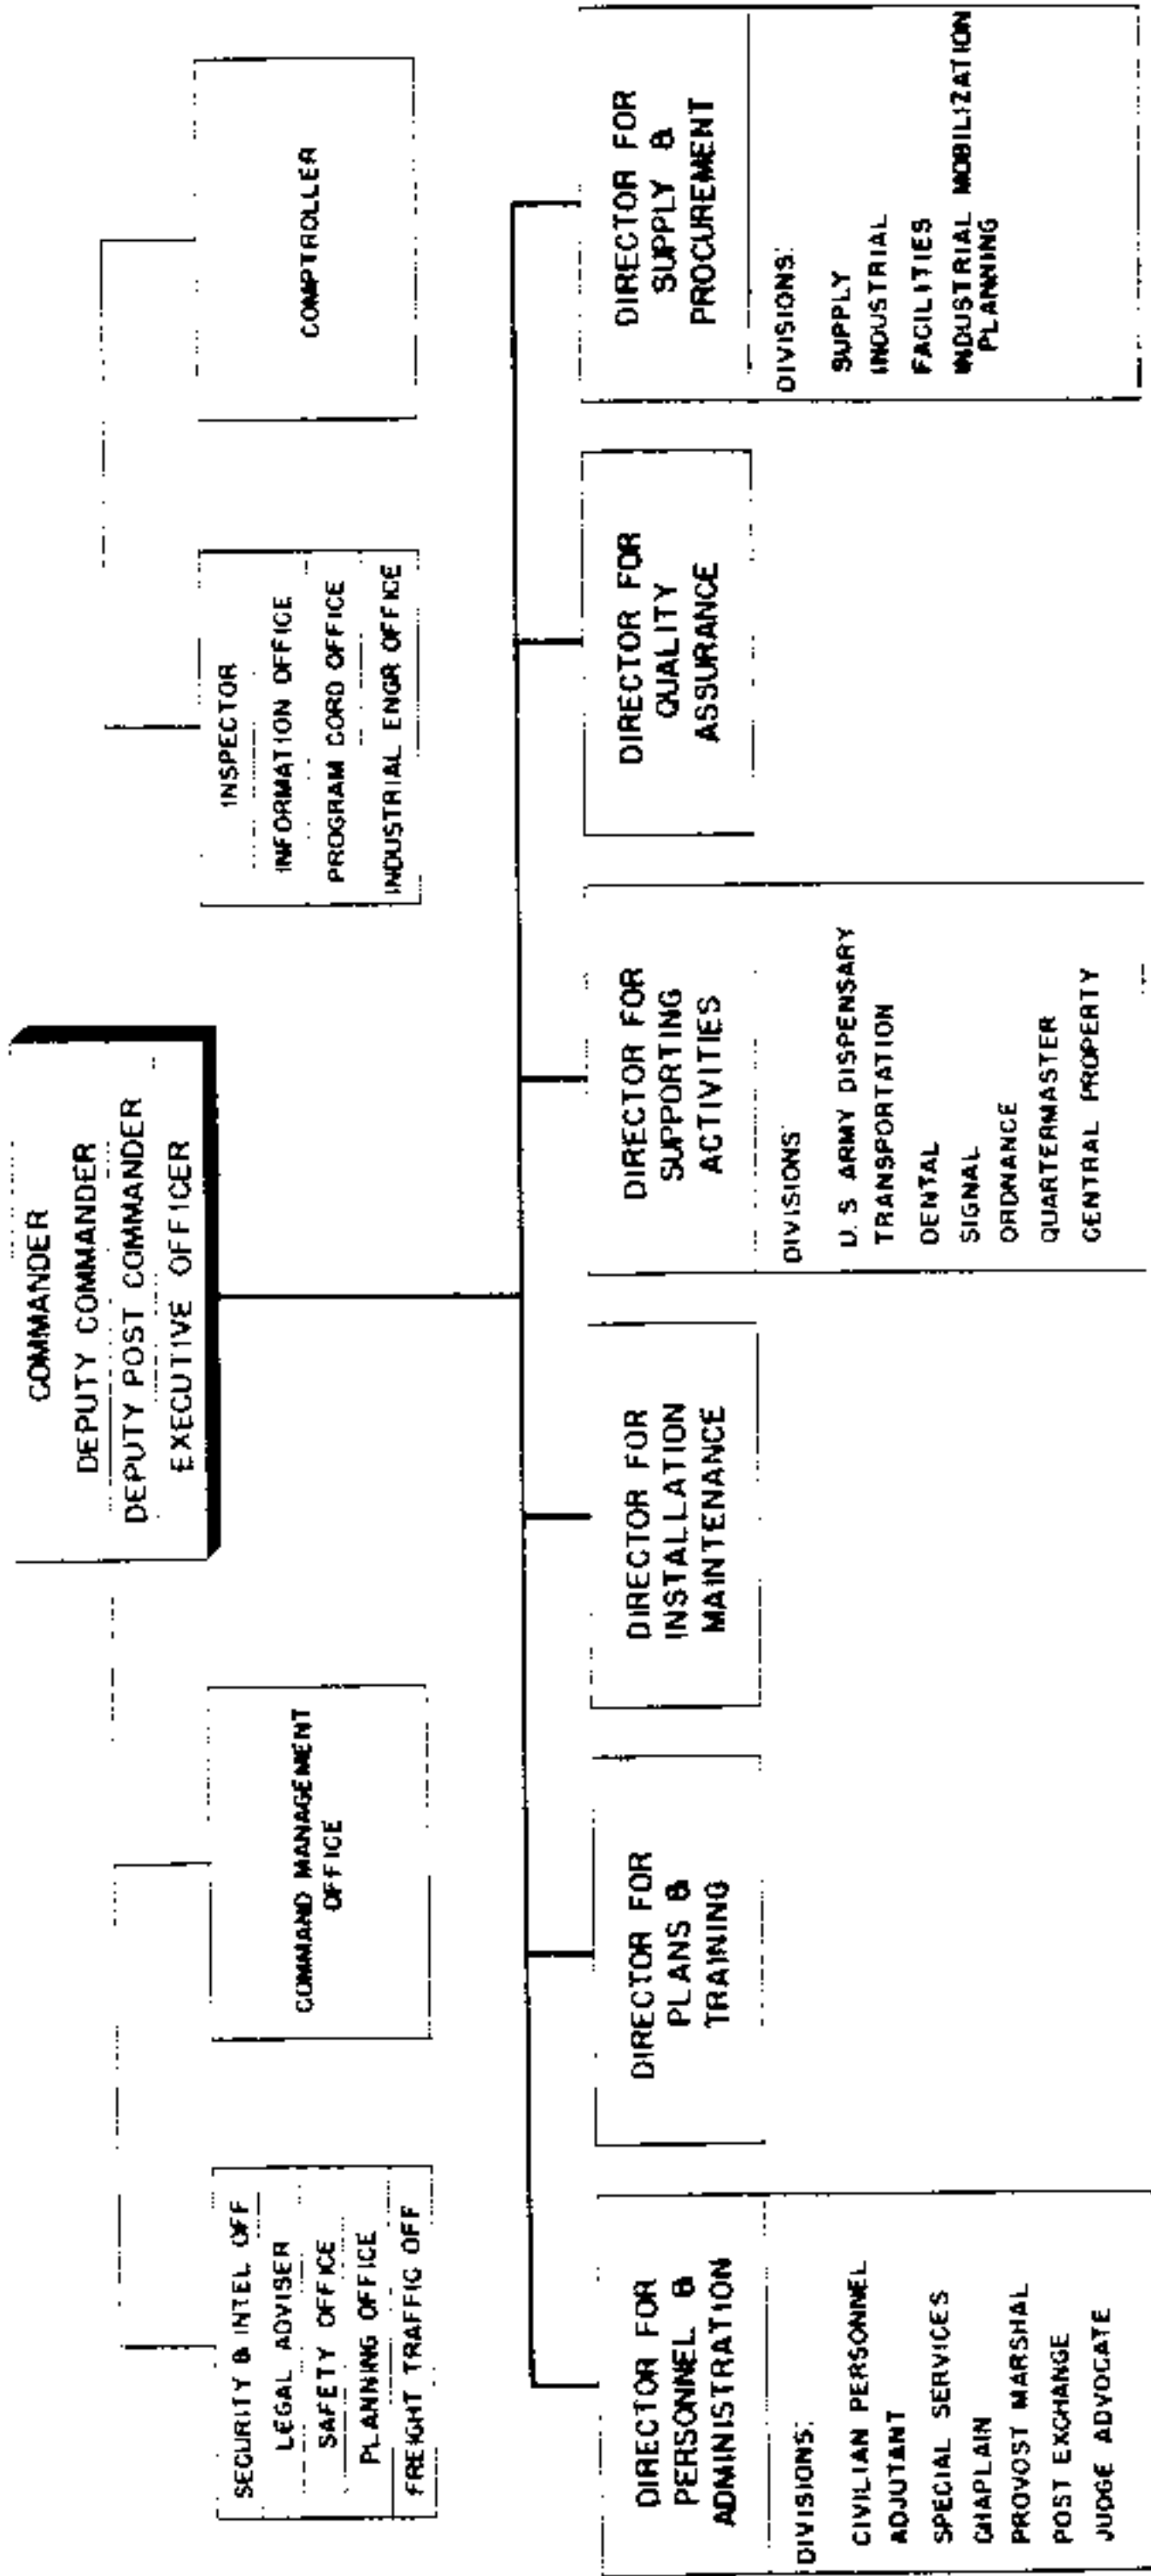 COMMANDER
DEPUTY COMMANDER
DEPUTY POST COMMANDER
EXECUTIVE OFFICER
SECURITY & INTEL OFF
LEGAL ADVISER
SAFETY OFFICE
PLANNING OFFICE
FREIGHT TRAFFIC OFF
COMMAND MANAGEMENT
OFFICE
INSPECTOR
INFORMATION OFFICE
PROGRAM CORD OFFICE
INDUSTRIAL ENGR OFFICE
COMPTROLLER
DIRECTOR FOR
PERSONNEL &
ADMINISTRATION
DIVISIONS:
CIVILIAN PERSONNEL
ADJUTANT
SPECIAL SERVICES
CHAPLAIN
PROVOST MARSHAL
POST EXCHANGE
JUDGE ADVOCATE
DIRECTOR FOR
PLANS &
TRAINING
DIRECTOR FOR
INSTALLATION
MAINTENANCE
DIRECTOR FOR
SUPPORTING
ACTIVITIES
DIVISIONS
U.S ARMY DISPENSARY
TRANSPORTATION
DENTAL
SIGNAL
ORDNANCE
QUARTERMASTER
CENTRAL PROPERTY
DIRECTOR FOR
QUALITY
ASSURANCE
DIRECTOR FOR
SUPPLY &
PROCUREMENT
DIVISIONS:
SUPPLY
INDUSTRIAL
FACILITIES
INDUSTRIAL MOBILIZATION
PLANNING